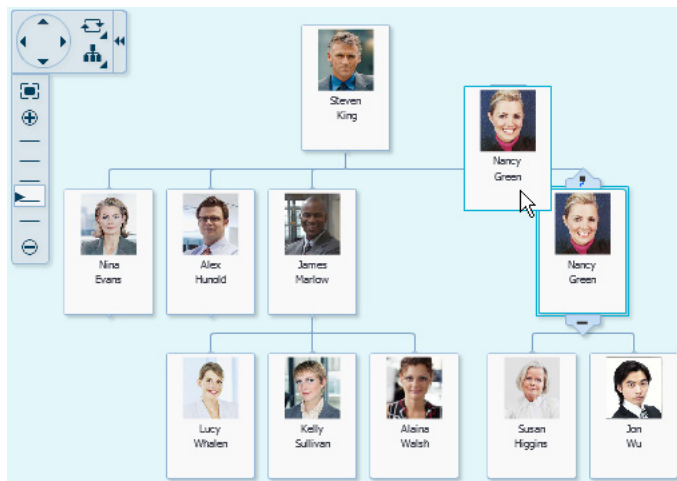 Steven
King
Nancy
Green
Nina
Evans
Alex
Hunold
James
Marlow
Nancy
Green
Lucy
Whalen
Kelly
Sullivan
Alaina
Walsh
Susan
Higgins
Jon
Wu